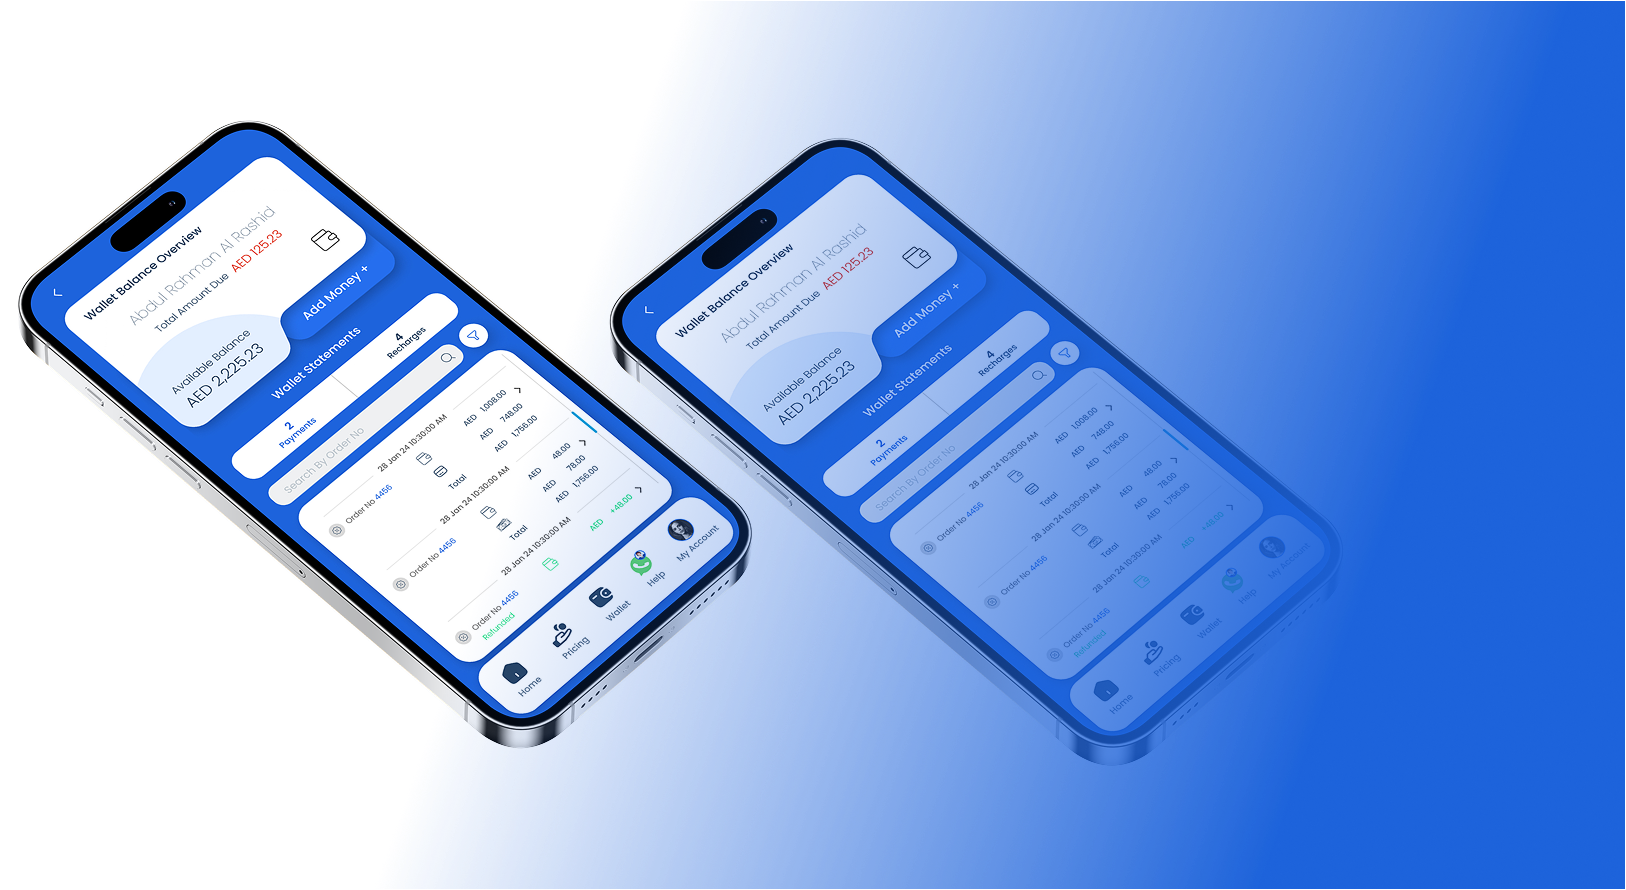 Wallet Balance Overview
Abdul Rahman Al Rashid
Total Amount Due AED 125.23
Available Balance
AED 2,225.23
Add Money +
Wallet Statements
2
Payments
4
Recharges
Search By Order No
Order No 4456
28 Jan 24 10:30:00 AM
AED 1,008.00
AED 748.00
Total
AED 1,756.00
Order No 4456
28 Jan 24 10:30:00 AM
AED 48.00
AED 78.00
Total
AED 1,756.00
Order No 4456
Refunded
28 Jan 24 10:30:00 AM
AED +48.00
Home
Pricing
Wallet
Help
My Account
Wallet Balance Overview
Abdul Rahman Al Rashid
Total Amount Due AED 125.23
Available Balance
AED 2,225.23
Add Money +
Wallet Statements
2
Payments
4
Recharges
Search By Order No
Order No 4456
28 Jan 24 10:30:00 AM
AED 1,008.00
AED 748.00
Total
AED 1,756.00
Order No 4456
28 Jan 24 10:30:00 AM
AED 48.00
AED 78.00
Total
AED 1,756.00
Order No 4456
Refunded
28 Jan 24 10:30:00 AM
AED +48.00
Home
Pricing
Wallet
Help
My Account